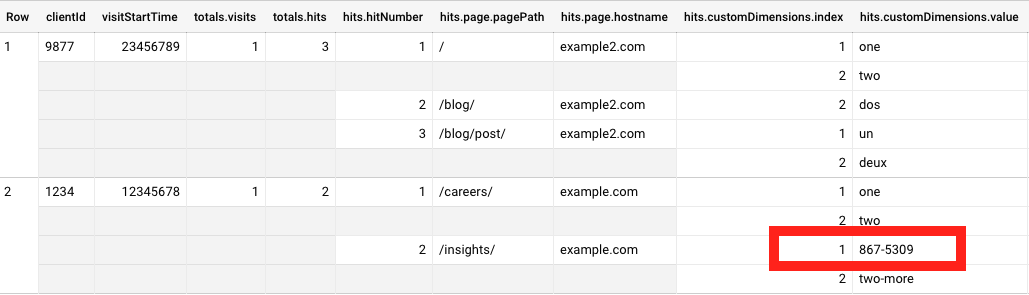 Row clientId visitStartTime totals.visits totals.hits hits.hitNumber hits.page.pagePath hits.page.hostname hits.customDimensions.index hits.customDimensions.value
1 9877 23456789 1 3 1 / example2.com 1 one
2 two
2 /blog/ example2.com 2 dos
3 /blog/post/ example2.com 1 un
2 deux
2 1234 12345678 1 2 1 /careers/ example.com 1 one
2 two
2 /insights/ example.com 1 867-5309
2 two-more